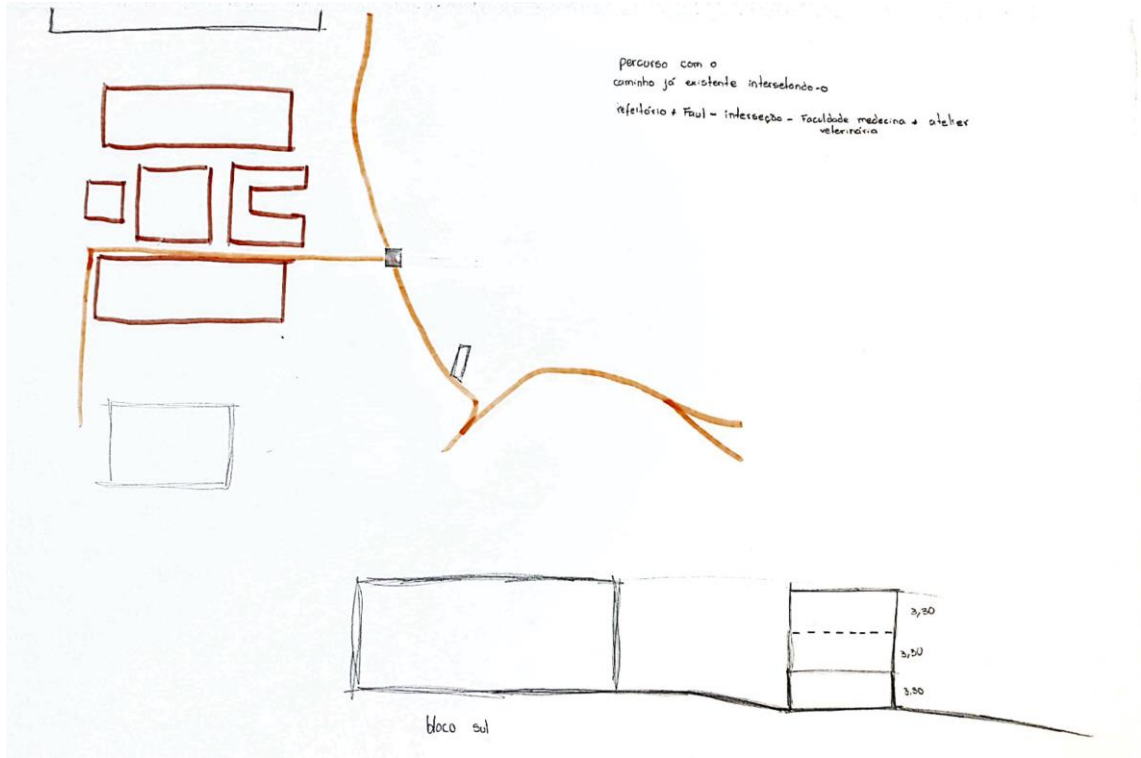 percurso com o
caminho já existente intersetando-o
refeitório + Faul - interseção - Faculdade medecina + atelier
veterinária
3,30
3,30
3,30
bloco sul